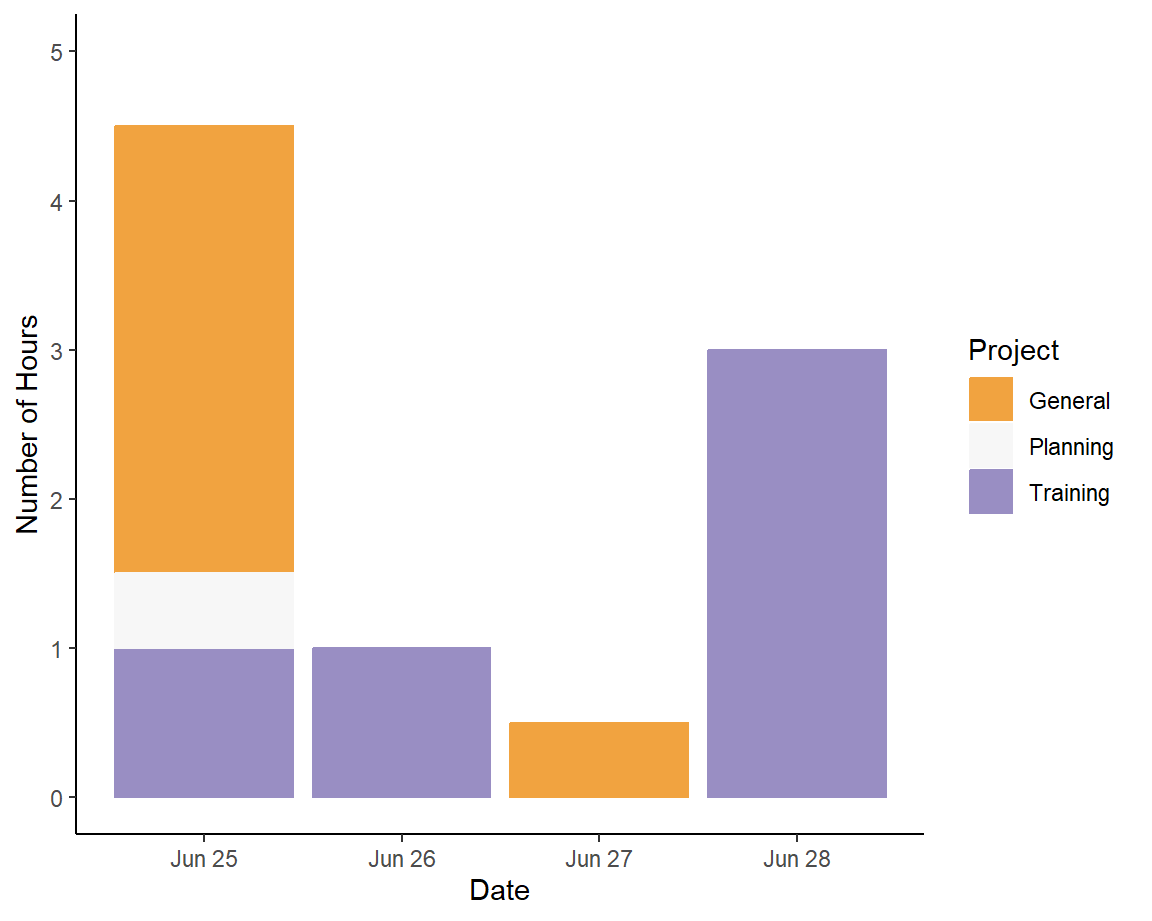 5
4
3
2
1
0
Number of Hours
Jun 25 Jun 26 Jun 27 Jun 28
Date
Project
General
Planning
Training